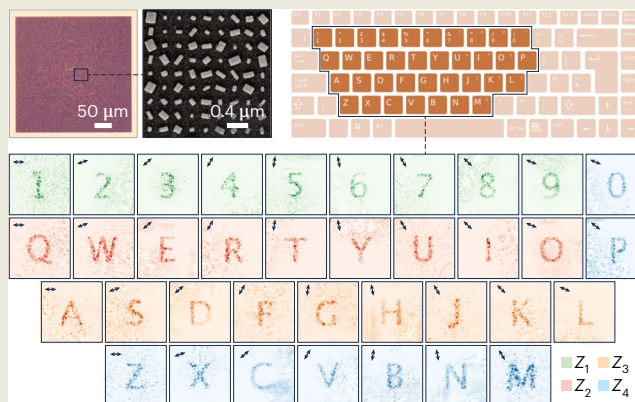 50 μm
0.4 μm
Q W E R T Y U I O P
A S D F G H J K L
Z X C V B N M
1 2 3 4 5 6 7 8 9 0
Q W E R T Y U I O P
A S D F G H J K L
Z X C V B N M
Z1 Z3
Z2 Z4